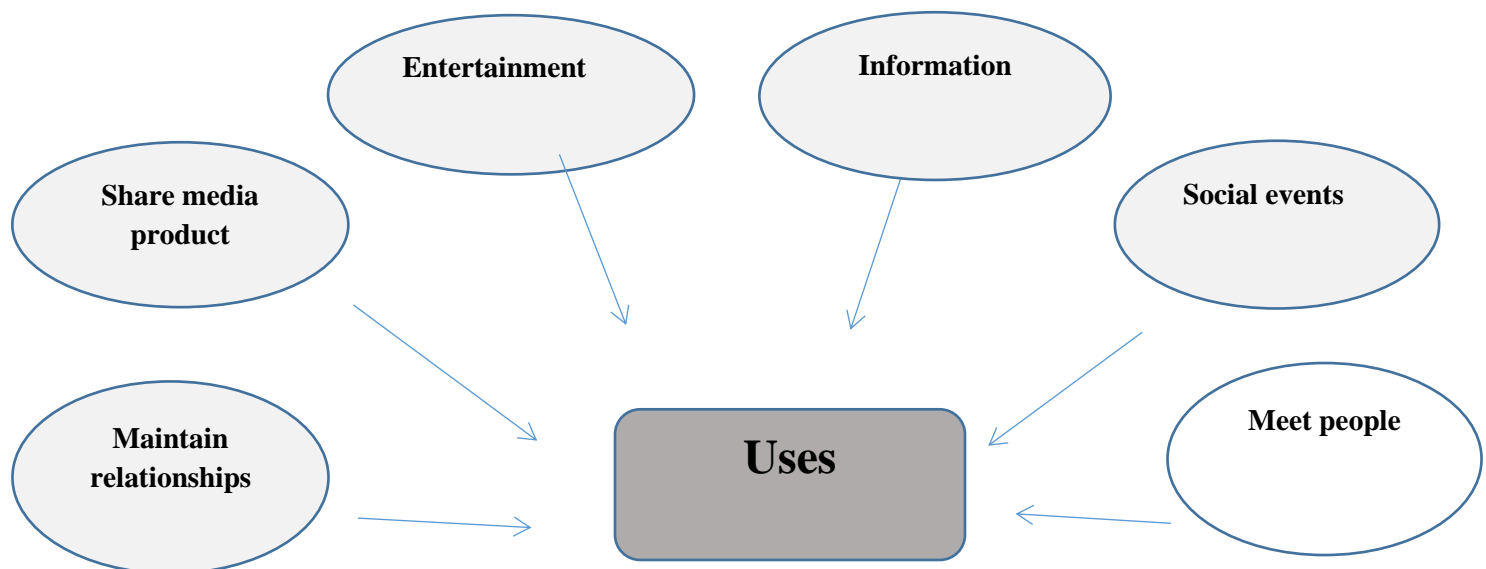 Entertainment
Information
Share media
product
Social events
Maintain
relationships
Uses
Meet people